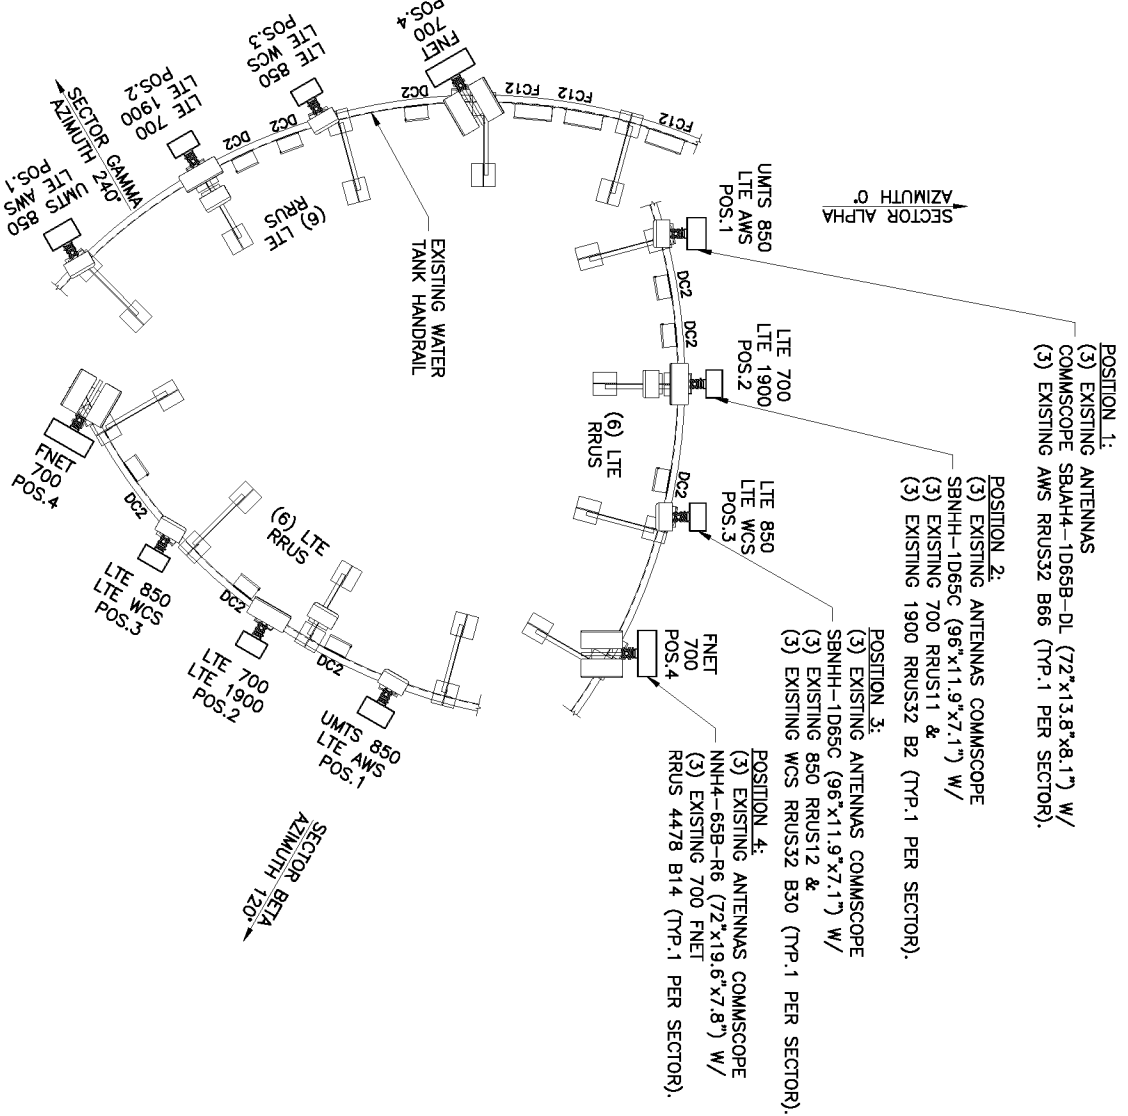 POSITION 1:
(3) EXISTING ANTENNAS
COMMSCOPE SBJAH4-1D65B-DL (72"x13.8"x8.1") W/
(3) EXISTING AWS RRUS32 B66 (TYP.1 PER SECTOR).
POSITION 2:
(3) EXISTING ANTENNAS COMMSCOPE
SBNHH-1D65C (96"x11.9"x7.1") W/
(3) EXISTING 700 RRUS11 &
(3) EXISTING 1900 RRUS32 B2 (TYP.1 PER SECTOR).
POSITION 3:
(3) EXISTING ANTENNAS COMMSCOPE
SBNHH-1D65C (96"x11.9"x7.1") W/
(3) EXISTING 850 RRUS12 &
(3) EXISTING WCS RRUS32 B30 (TYP.1 PER SECTOR).
POSITION 4:
(3) EXISTING ANTENNAS COMMSCOPE
NNH4-65B-R6 (72"x19.6"x7.8") W/
(3) EXISTING 700 FNET
RRUS 4478 B14 (TYP.1 PER SECTOR).
SECTOR ALPHA
AZIMUTH 0°
UMTS 850
LTE AWS
POS.1
DC2
DC2
LTE 700
LTE 1900
POS.2
(6) LTE
RRUS
DC2
LTE 850
LTE WCS
POS.3
FNET
700
POS.4
SECTOR BETA
AZIMUTH 120°
UMTS 850
LTE AWS
POS.1
DC2
LTE 700
LTE 1900
POS.2
(6) LTE
RRUS
DC2
LTE 850
LTE WCS
POS.3
DC2
FNET
700
POS.4
SECTOR GAMMA
AZIMUTH 240°
UMTS 850
LTE AWS
POS.1
LTE 700
LTE 1900
POS.2
(6) LTE
RRUS
DC2
DC2
LTE 850
LTE WCS
POS.3
DC2
FNET
700
POS.4
FC12
FC12
FC12
EXISTING WATER
TANK HANDRAIL